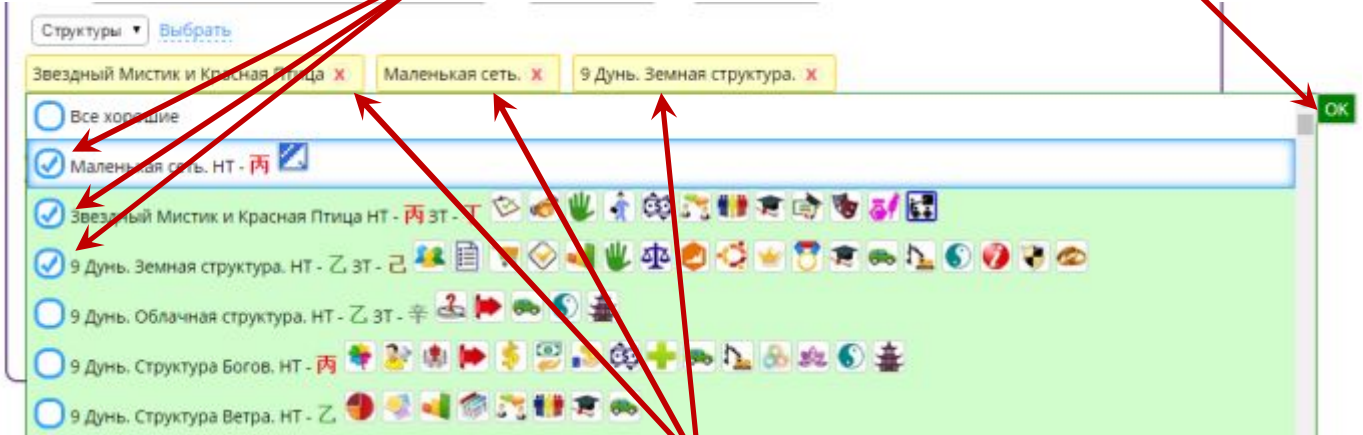 Структуры ▼ Выбрать
Звездный Мистик и Красная Птица x Маленькая сеть. x 9 Дунь. Земная структура. x
Все хорошие OK
Маленькая сеть. НТ - 丙
Звездный Мистик и Красная Птица НТ - 丙 ЗТ - 丁
9 Дунь. Земная структура. НТ - 乙 ЗТ - 己
9 Дунь. Облачная структура. НТ - 乙 ЗТ - 辛
9 Дунь. Структура Богов. НТ - 丙
9 Дунь. Структура Ветра. НТ - 乙